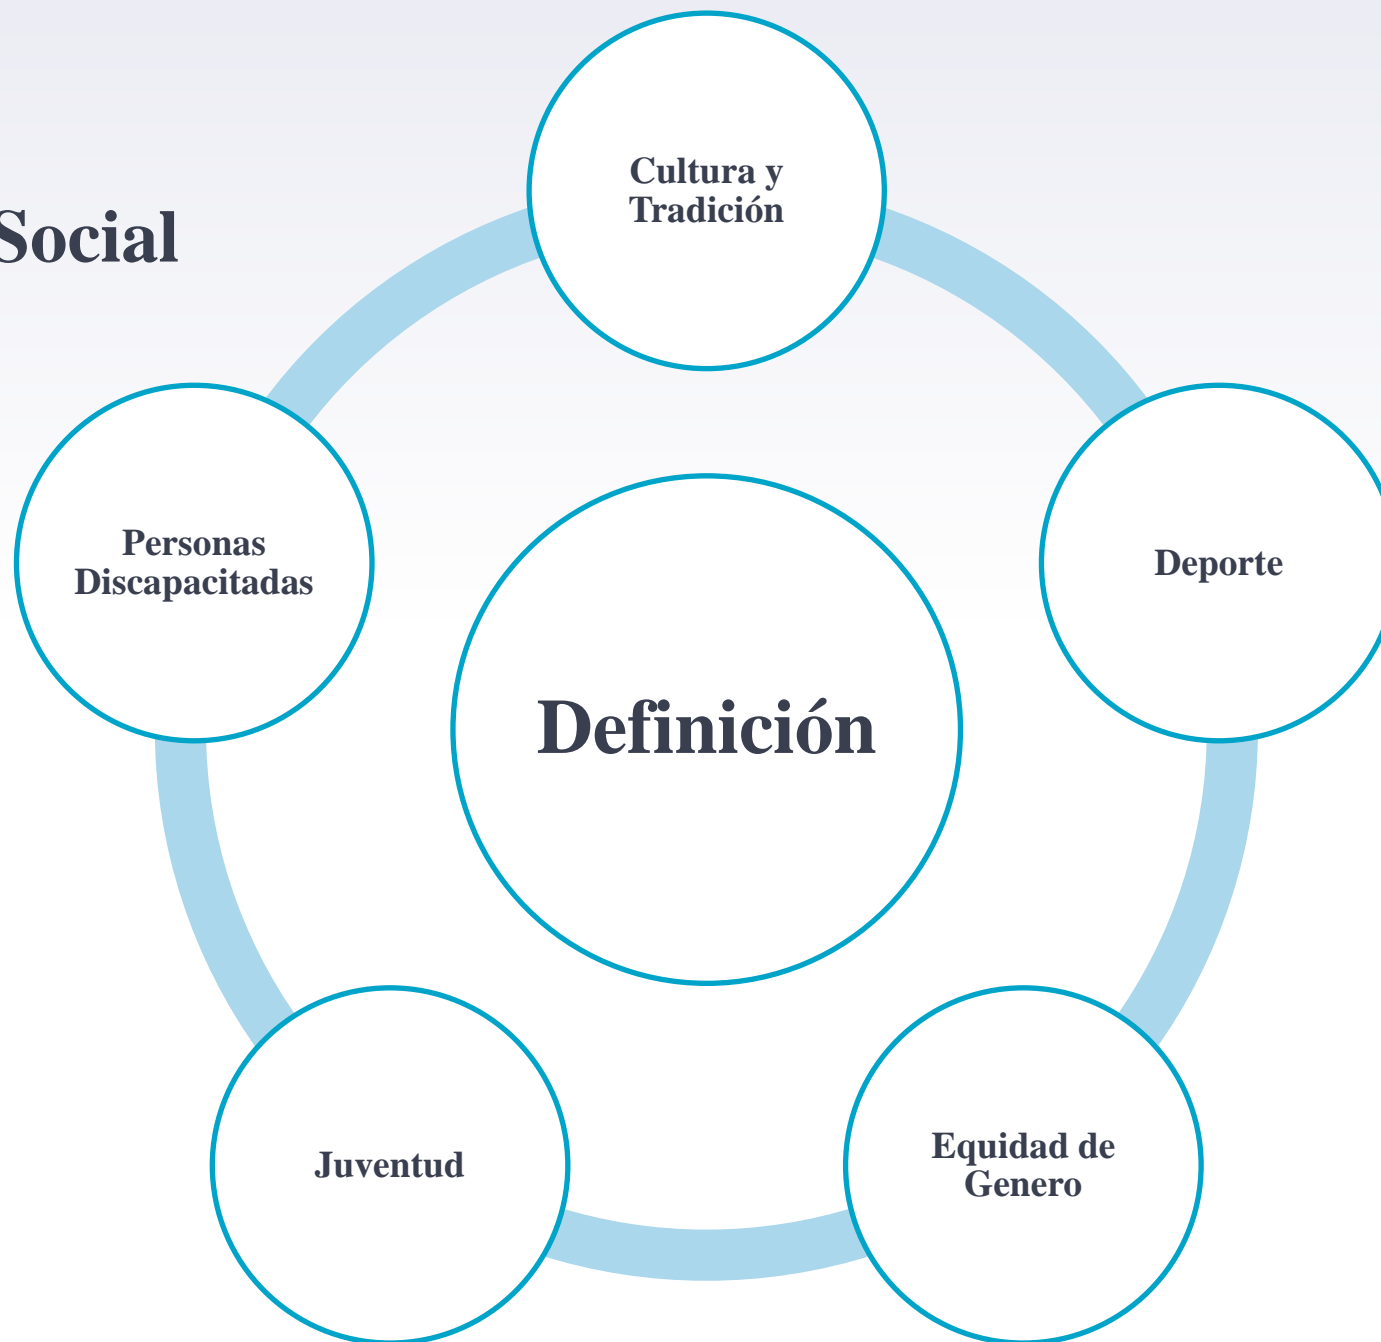 Social
Cultura y
Tradición
Deporte
Equidad de
Genero
Juventud
Personas
Discapacitadas
Definición